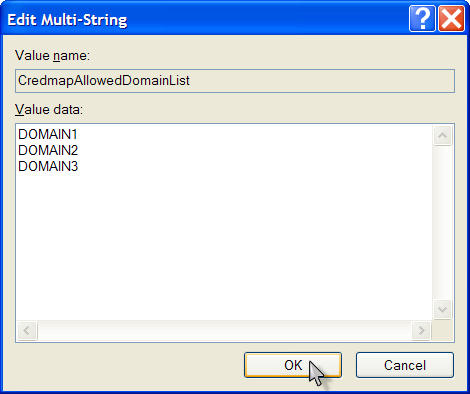 Edit Multi-String
Value name:
CredmapAllowedDomainList
Value data:
DOMAIN1
DOMAIN2
DOMAIN3
OK
Cancel